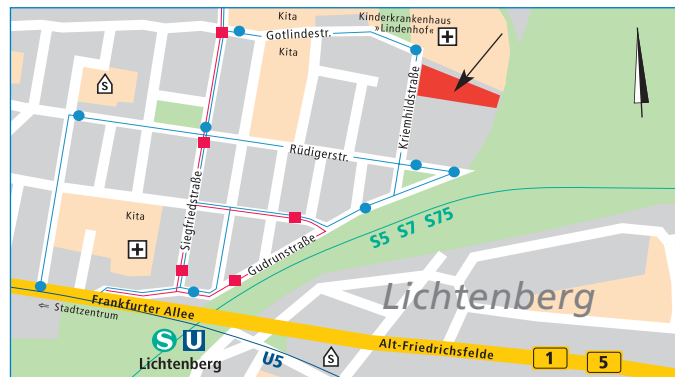 Kita
Kinderkrankenhaus
»Lindenhof«
Gotlindestr.
Kita
S
Kriemhildstraße
Rüdigerstr.
Siegfriedstraße
Kita
Gudrunstraße
S5 S7 S75
Lichtenberg
Frankfurter Allee
⇐ Stadtzentrum
S U
Lichtenberg
U5
S
Alt-Friedrichsfelde
1
5